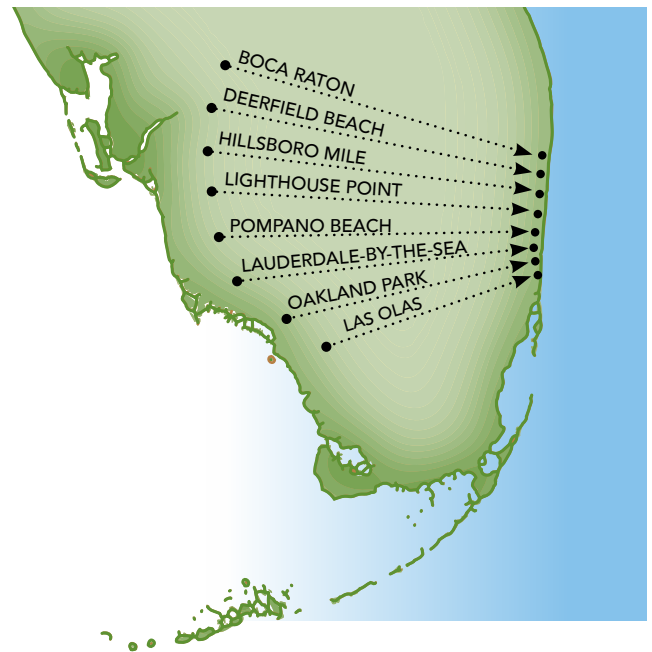 BOCA RATON
DEERFIELD BEACH
HILLSBORO MILE
LIGHTHOUSE POINT
POMPANO BEACH
LAUDERDALE-BY-THE-SEA
OAKLAND PARK
LAS OLAS